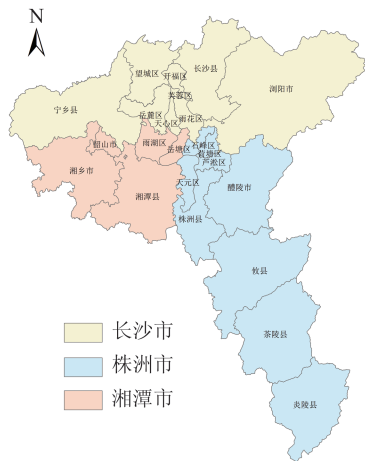 N
望城区
开福区
长沙县
浏阳市
芙蓉区
宁乡县
岳麓区
天心区
雨花区
韶山市
雨湖区
岳塘区
石峰区
荷塘区
芦淞区
湘乡市
湘潭县
天元区
醴陵市
株洲县
攸县
茶陵县
炎陵县
长沙市
株洲市
湘潭市